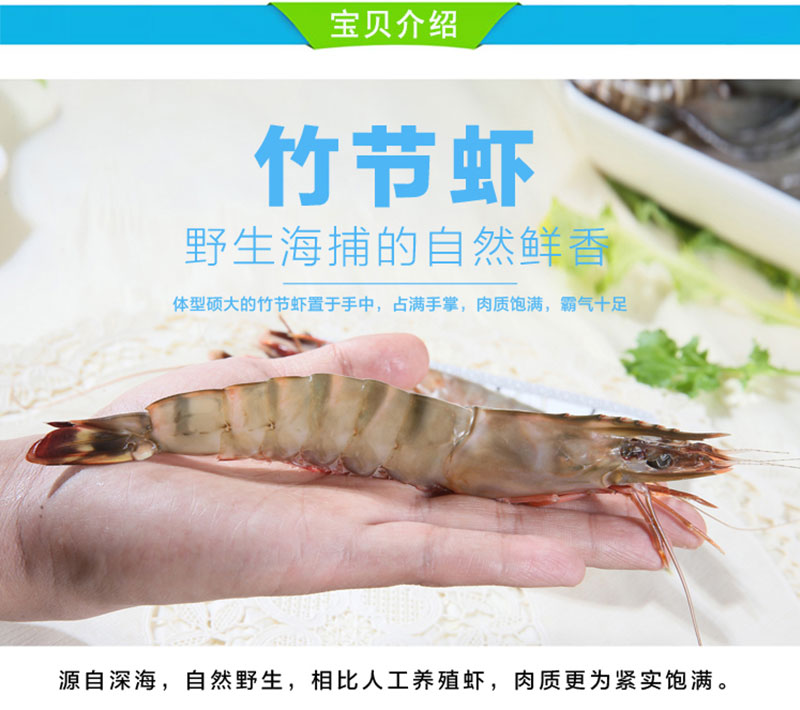 宝贝介绍
竹节虾
野生海捕的自然鲜香
体型硕大的竹节虾置于手中，占满手掌，肉质饱满，霸气十足
源自深海，自然野生，相比人工养殖虾，肉质更为紧实饱满。